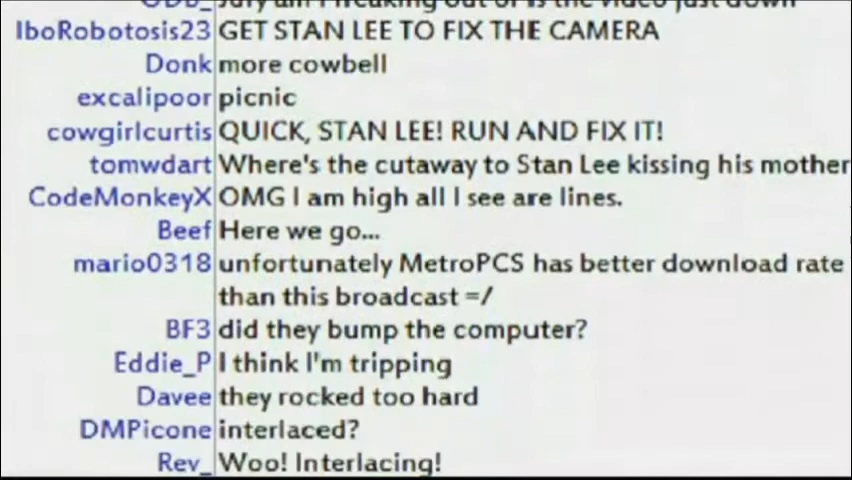 IboRobotosis23 GET STAN LEE TO FIX THE CAMERA
Donk more cowbell
excalipoor picnic
cowgirlcurtis QUICK, STAN LEE! RUN AND FIX IT!
tomwdart Where's the cutaway to Stan Lee kissing his mother
CodeMonkeyX OMG I am high all I see are lines.
Beef Here we go...
mario0318 unfortunately MetroPCS has better download rate
than this broadcast =/
BF3 did they bump the computer?
Eddie_P I think I'm tripping
Davee they rocked too hard
DMPicone interlaced?
Rev_ Woo! Interlacing!